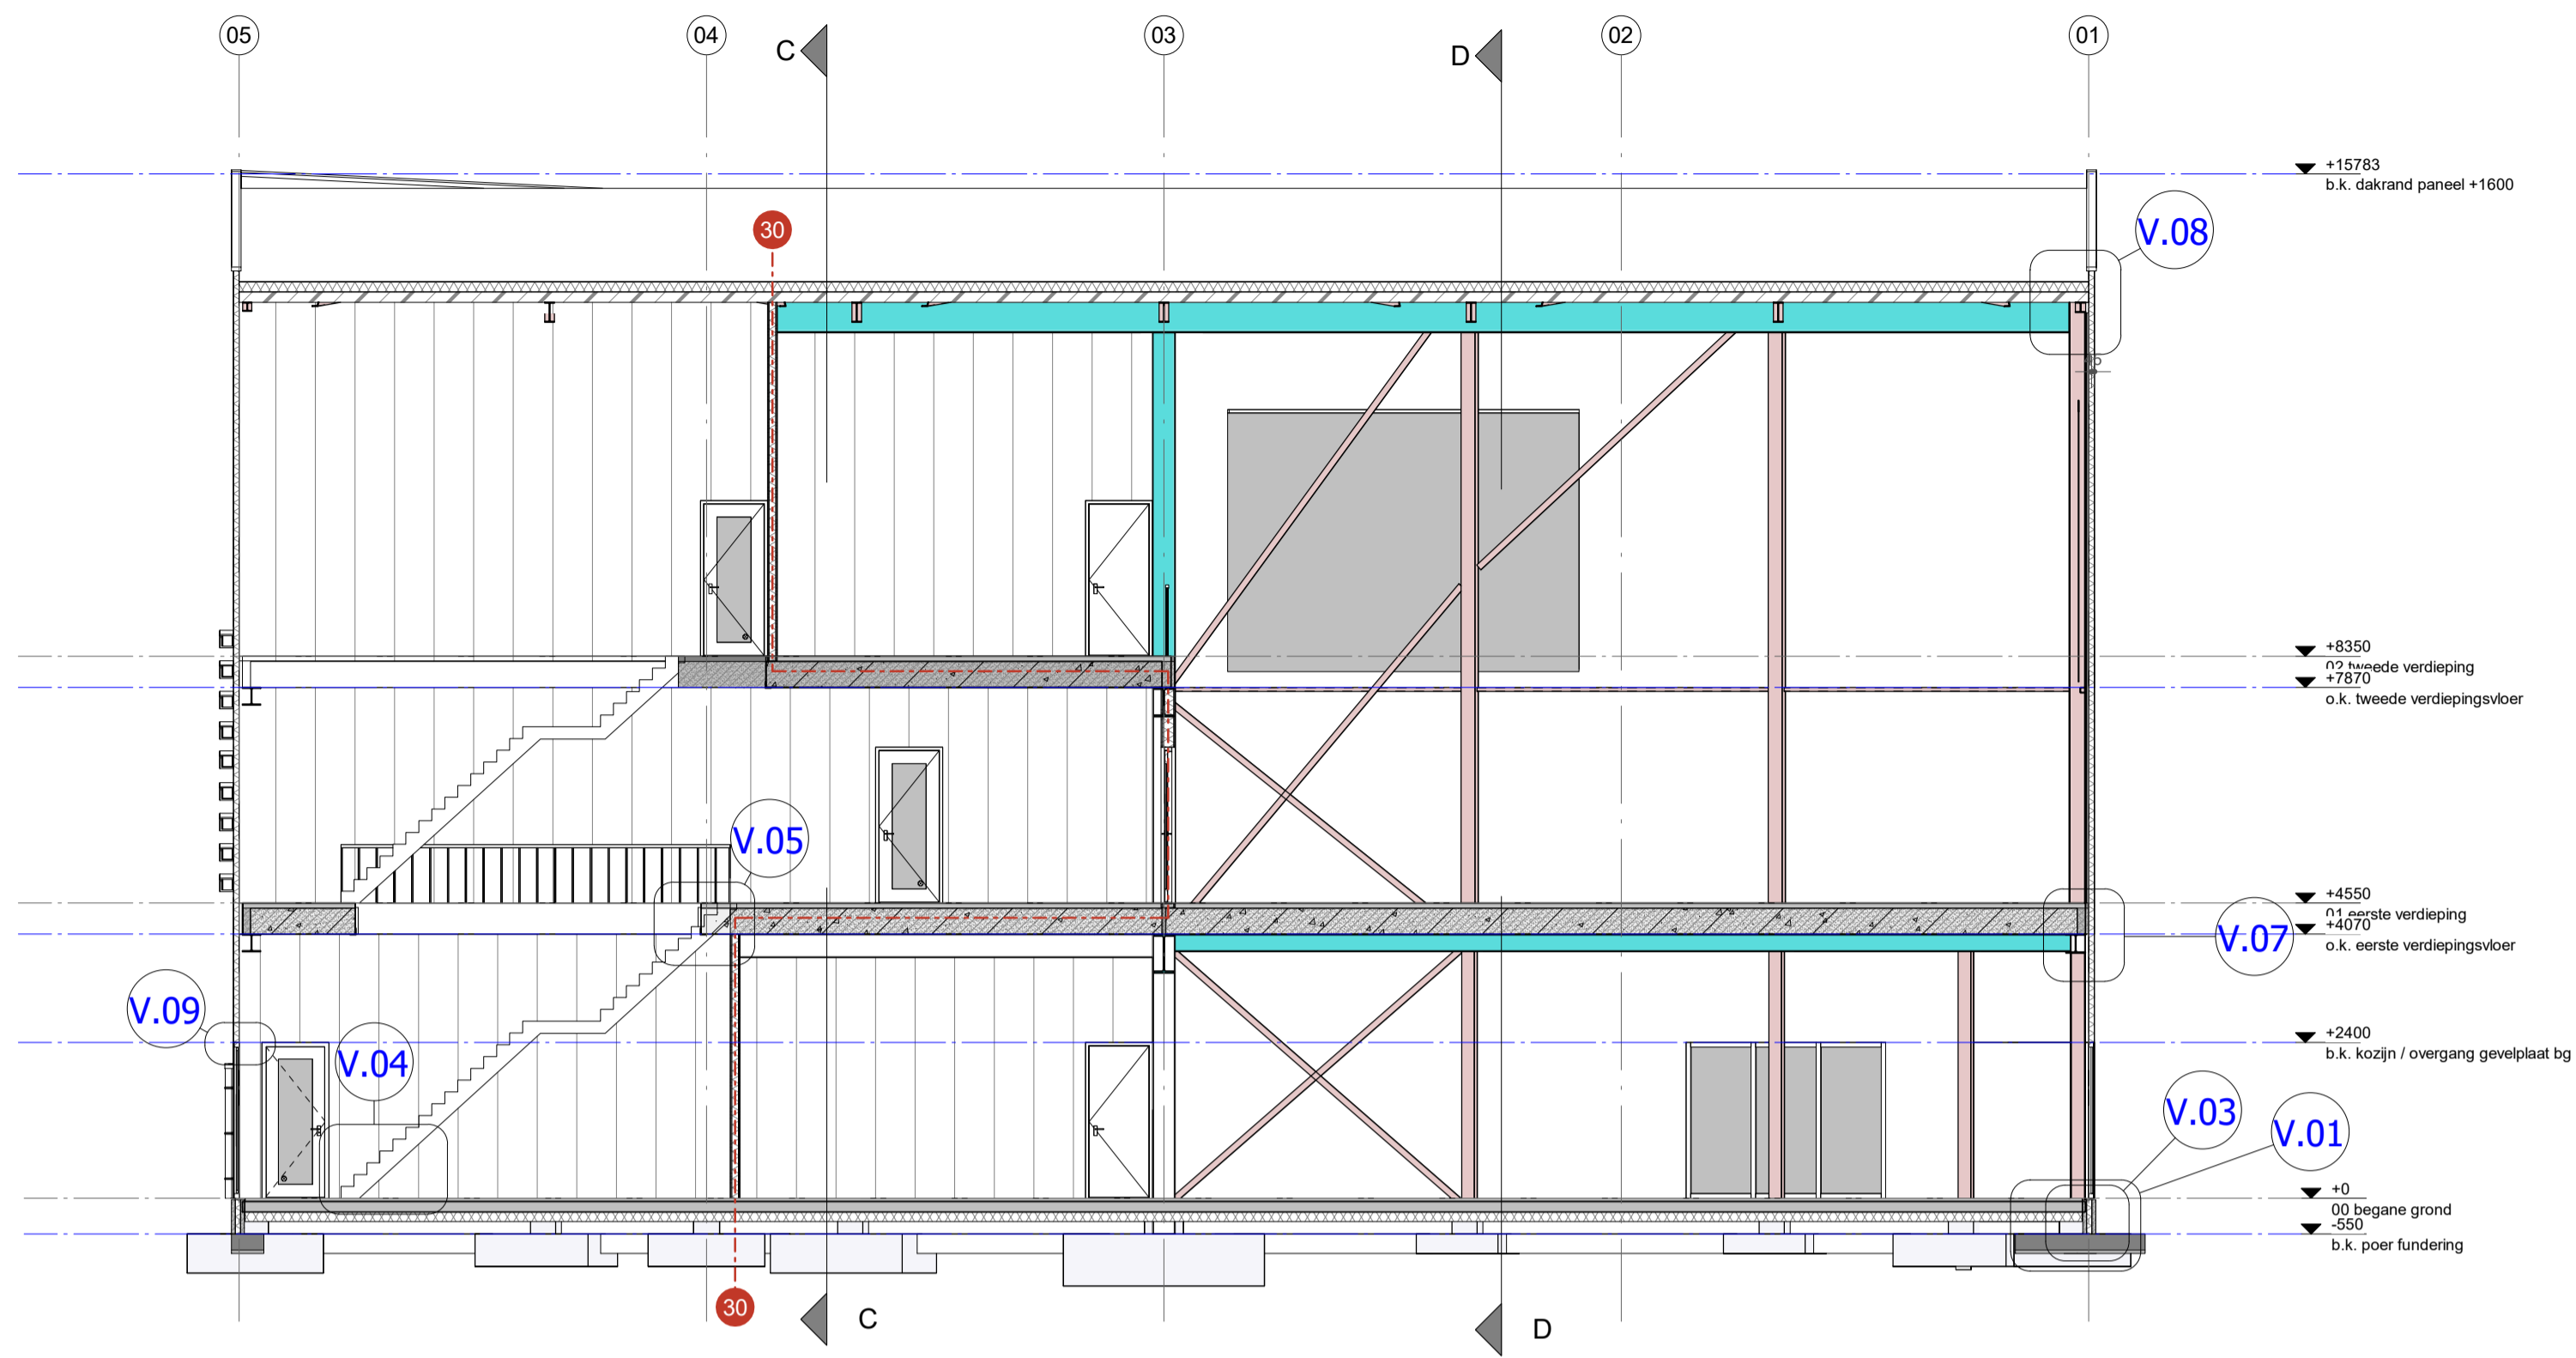 05
04
C
03
D
02
01
+15783
b.k. dakrand paneel +1600
30
V.08
+8350
02 tweede verdieping
+7870
o.k. tweede verdiepingsvloer
V.05
+4550
01 eerste verdieping
+4070
o.k. eerste verdiepingsvloer
V.07
V.09
V.04
+2400
b.k. kozijn / overgang gevelplaat bg
V.03
V.01
+0
00 begane grond
-550
b.k. poer fundering
30
C
D